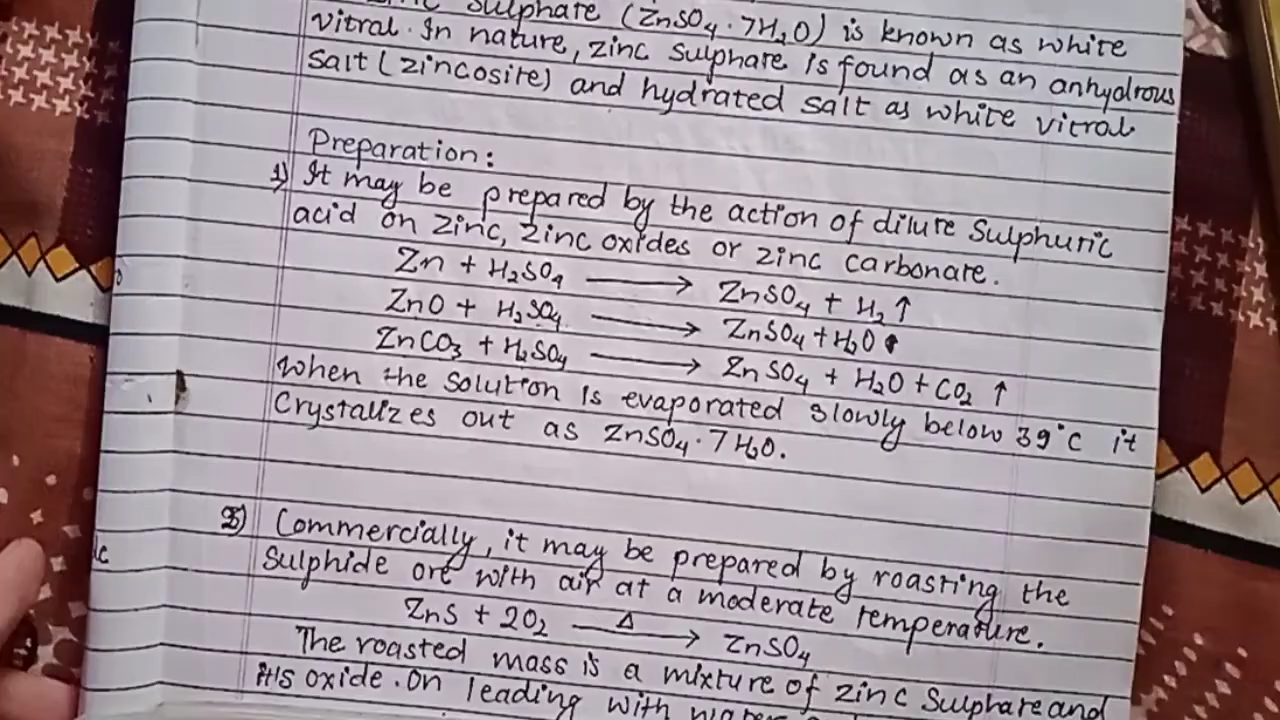 Sulphate (ZnSO₄·7H₂O) is known as white
vitral. In nature, zinc sulphate is found as an anhydrous
salt (zincosite) and hydrated salt as white vitral
Preparation:
1) It may be prepared by the action of dilute Sulphuric
acid on zinc, zinc oxides or zinc carbonate.
Zn + H₂SO₄ ⟶ ZnSO₄ + H₂ ↑
ZnO + H₂SO₄ ⟶ ZnSO₄ + H₂O
ZnCO₃ + H₂SO₄ ⟶ ZnSO₄ + H₂O + CO₂ ↑
When the solution is evaporated slowly below 39°C it
Crystallizes out as ZnSO₄·7H₂O.
Commercially, it may be prepared by roasting the
Sulphide ore with air at a moderate temperature.
ZnS + 2O₂ —Δ⟶ ZnSO₄
The roasted mass is a mixture of zinc Sulphate and
its oxide. On leading with water